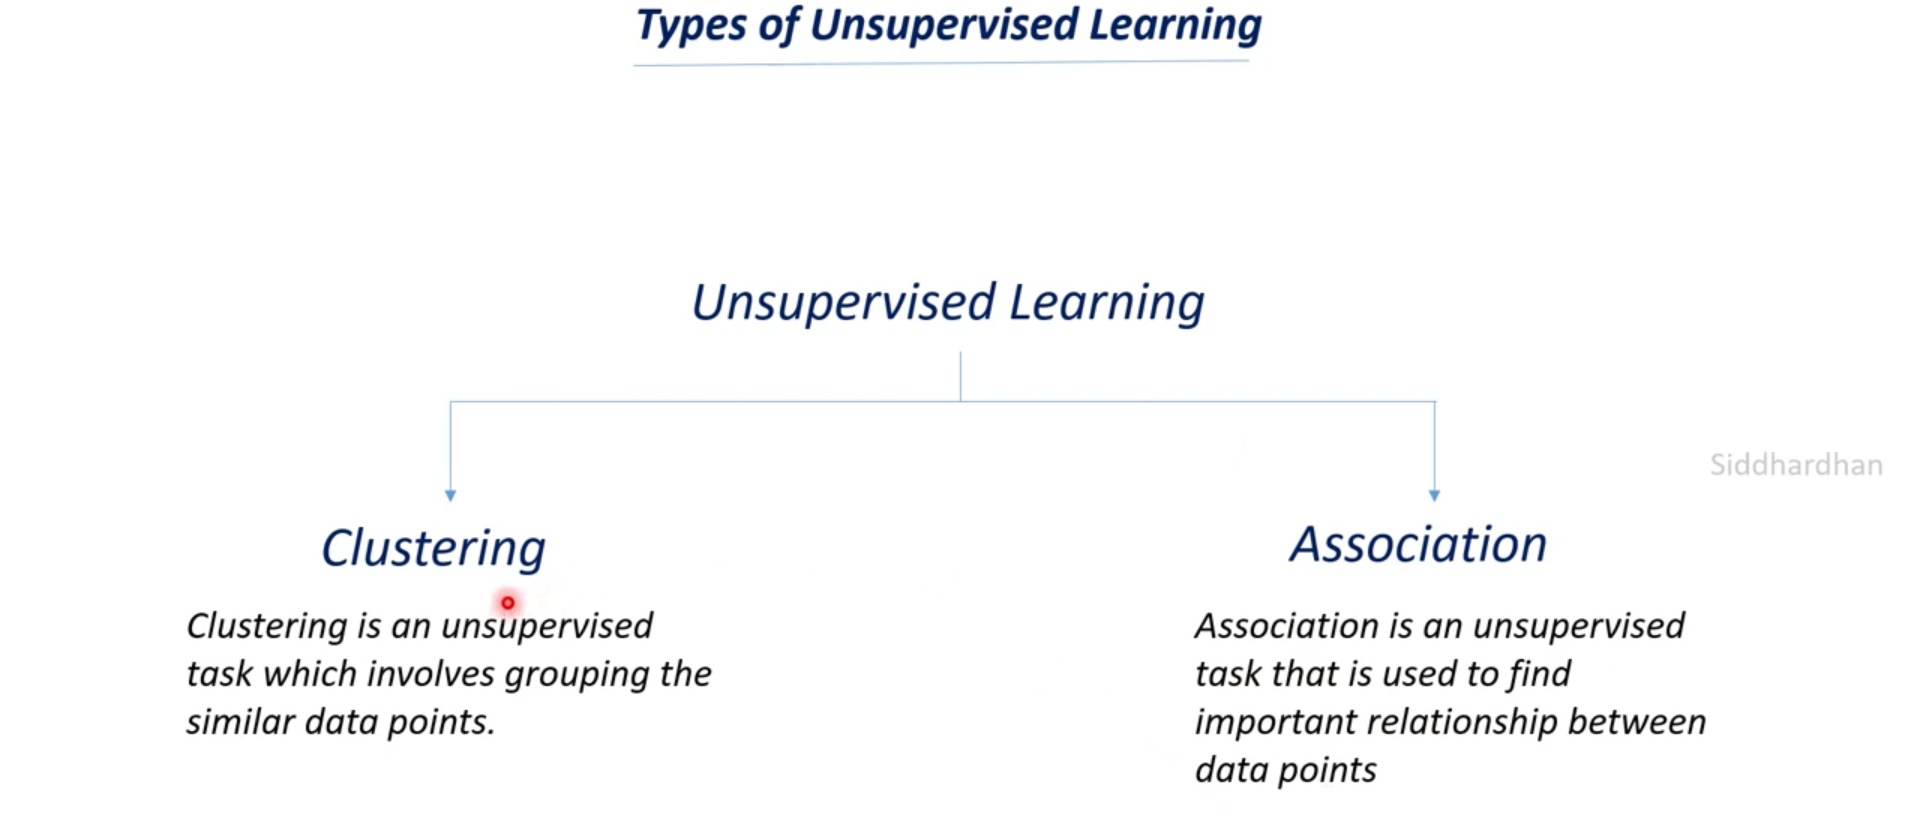 Types of Unsupervised Learning
Unsupervised Learning
Siddhardhan
Clustering
Clustering is an unsupervised
task which involves grouping the
similar data points.
Association
Association is an unsupervised
task that is used to find
important relationship between
data points